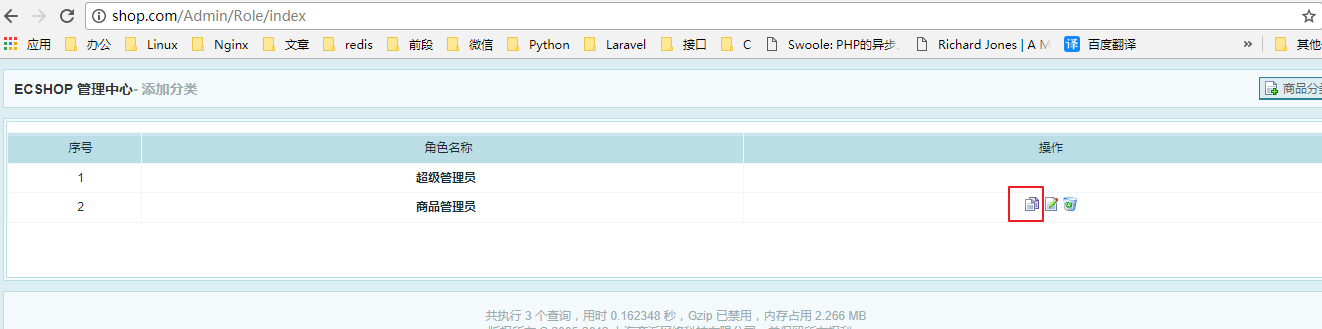 shop.com/Admin/Role/index
应用 办公 Linux Nginx 文章 redis 前段 微信 Python Laravel 接口 C Swoole: PHP的异步、 Richard Jones | A M 译 百度翻译 » 其他
ECSHOP 管理中心- 添加分类 商品分类
序号 角色名称 操作
1 超级管理员
2 商品管理员
共执行 3 个查询，用时 0.162348 秒，Gzip 已禁用，内存占用 2.266 MB